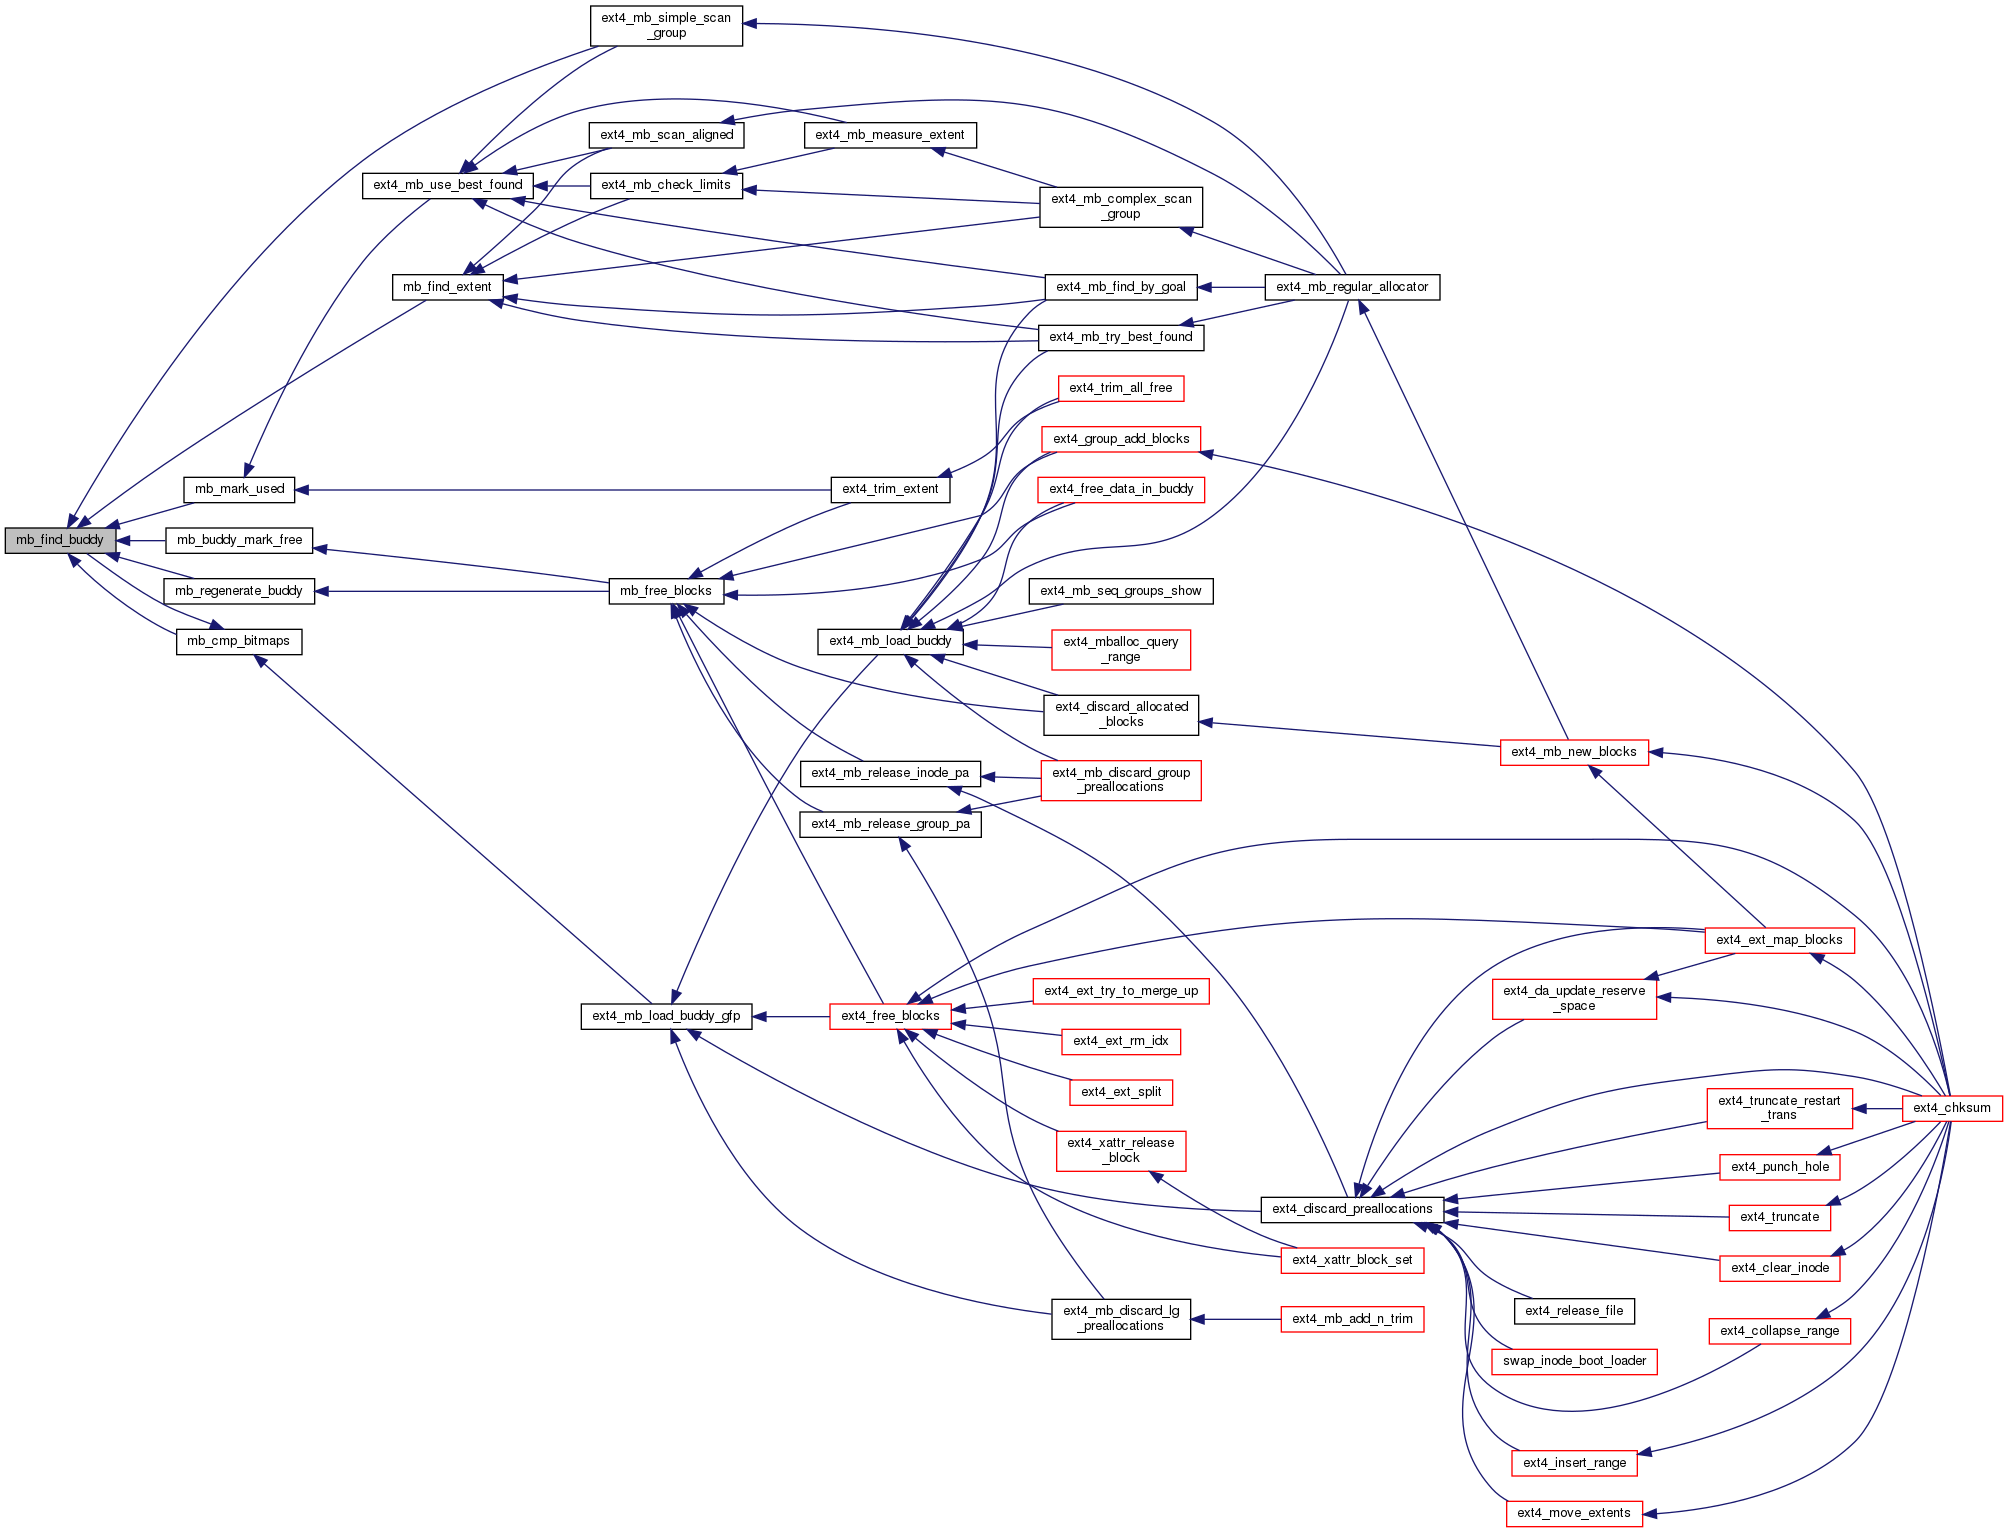 ext4_mb_simple_scan
_group
ext4_mb_scan_aligned
ext4_mb_measure_extent
ext4_mb_use_best_found
ext4_mb_check_limits
ext4_mb_complex_scan
_group
mb_find_extent
ext4_mb_find_by_goal
ext4_mb_regular_allocator
ext4_mb_try_best_found
ext4_trim_all_free
ext4_group_add_blocks
mb_mark_used
ext4_trim_extent
ext4_free_data_in_buddy
mb_find_buddy
mb_buddy_mark_free
mb_regenerate_buddy
mb_free_blocks
ext4_mb_seq_groups_show
mb_cmp_bitmaps
ext4_mb_load_buddy
ext4_mballoc_query
_range
ext4_discard_allocated
_blocks
ext4_mb_new_blocks
ext4_mb_release_inode_pa
ext4_mb_discard_group
_preallocations
ext4_mb_release_group_pa
ext4_ext_map_blocks
ext4_ext_try_to_merge_up
ext4_da_update_reserve
_space
ext4_mb_load_buddy_gfp
ext4_free_blocks
ext4_ext_rm_idx
ext4_ext_split
ext4_truncate_restart
_trans
ext4_chksum
ext4_xattr_release
_block
ext4_punch_hole
ext4_discard_preallocations
ext4_truncate
ext4_xattr_block_set
ext4_clear_inode
ext4_mb_discard_lg
_preallocations
ext4_mb_add_n_trim
ext4_release_file
ext4_collapse_range
swap_inode_boot_loader
ext4_insert_range
ext4_move_extents